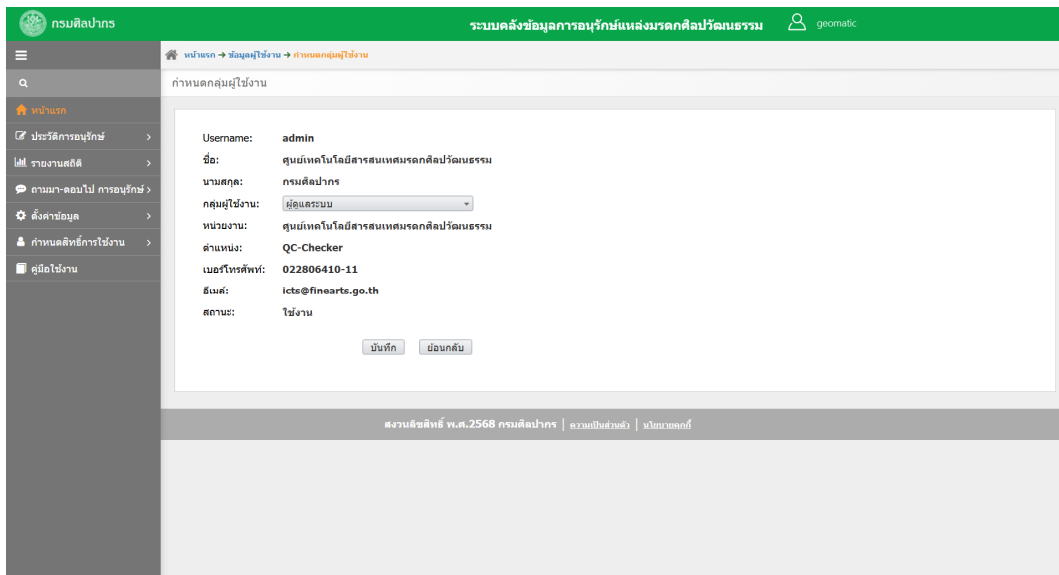 กรมศิลปากร
ระบบคลังข้อมูลการอนุรักษ์แหล่งมรดกศิลปวัฒนธรรม
geomatic
หน้าแรก → ข้อมูลผู้ใช้งาน → กำหนดกลุ่มผู้ใช้งาน
กำหนดกลุ่มผู้ใช้งาน
หน้าแรก
ประวัติการอนุรักษ์
รายงานสถิติ
ถามมา-ตอบไป การอนุรักษ์
ตั้งค่าข้อมูล
กำหนดสิทธิ์การใช้งาน
คู่มือใช้งาน
Username: admin
ชื่อ: ศูนย์เทคโนโลยีสารสนเทศมรดกศิลปวัฒนธรรม
นามสกุล: กรมศิลปากร
กลุ่มผู้ใช้งาน: ผู้ดูแลระบบ
หน่วยงาน: ศูนย์เทคโนโลยีสารสนเทศมรดกศิลปวัฒนธรรม
ตำแหน่ง: QC-Checker
เบอร์โทรศัพท์: 022806410-11
อีเมล์: icts@finearts.go.th
สถานะ: ใช้งาน
บันทึก ย้อนกลับ
สงวนลิขสิทธิ์ พ.ศ.2568 กรมศิลปากร | ความเป็นส่วนตัว | นโยบายคุกกี้